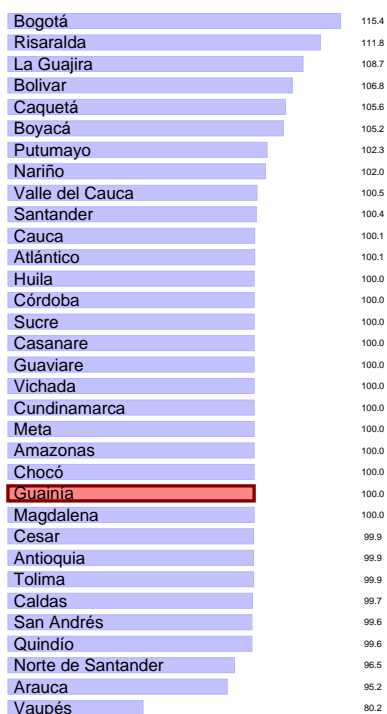 Bogotá 115.4
Risaralda 111.8
La Guajira 108.7
Bolivar 106.8
Caquetá 105.6
Boyacá 105.2
Putumayo 102.3
Nariño 102.0
Valle del Cauca 100.5
Santander 100.4
Cauca 100.1
Atlántico 100.1
Huila 100.0
Córdoba 100.0
Sucre 100.0
Casanare 100.0
Guaviare 100.0
Vichada 100.0
Cundinamarca 100.0
Meta 100.0
Amazonas 100.0
Chocó 100.0
Guainía 100.0
Magdalena 100.0
Cesar 99.9
Antioquia 99.9
Tolima 99.9
Caldas 99.7
San Andrés 99.6
Quindío 99.6
Norte de Santander 96.5
Arauca 95.2
Vaupés 80.2